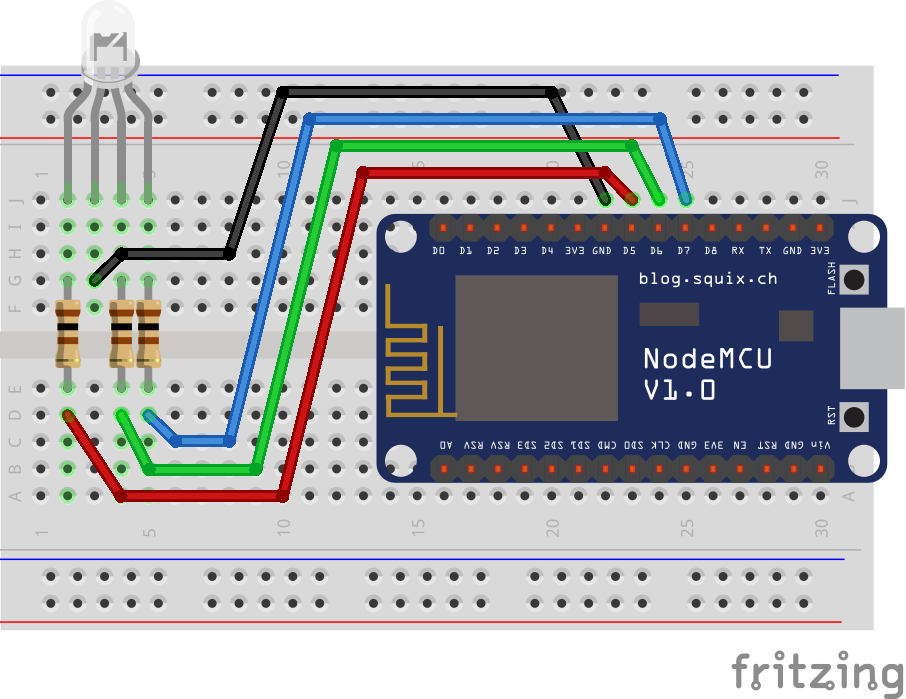 1 5 10 15 20 25 30
J J
I
D0 D1 D2 D3 D4 3V3 GND D5 D6 D7 D8 RX TX GND 3V3
H
G blog.squix.ch FLASH
F
NodeMCU
V1.0
E
D RST
C
A0 RSV RSV SD3 SD2 SD1 CMD SD0 CLK GND 3V3 EN RST GND Vin
B
A A
1 5 10 15 20 25 30
fritzing